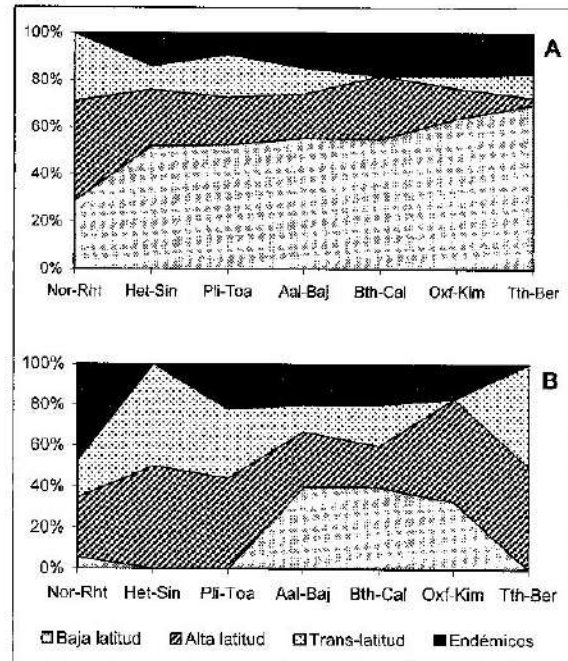 100%
A
80%
60%
40%
20%
0%
Nor-Rht Het-Sin Pli-Toa Aal-Baj Bth-Cal Oxf-Kim Tth-Ber
100%
B
80%
60%
40%
20%
0%
Nor-Rht Het-Sin Pli-Toa Aal-Baj Bth-Cal Oxf-Kim Tth-Ber
Baja latitud Alta latitud Trans-latitud Endémicos